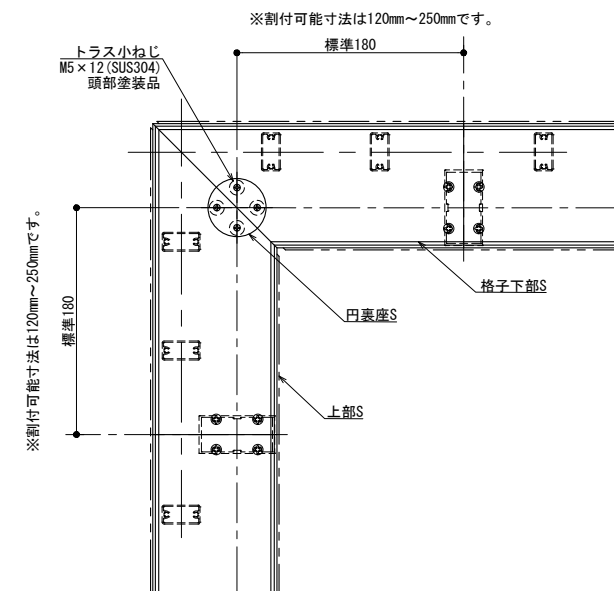 ※割付可能寸法は120mm～250mmです。
標準180
トラス小ねじ
M5×12(SUS304)
頭部塗装品
※割付可能寸法は120mm～250mmです。
標準180
格子下部S
円裏座S
上部S